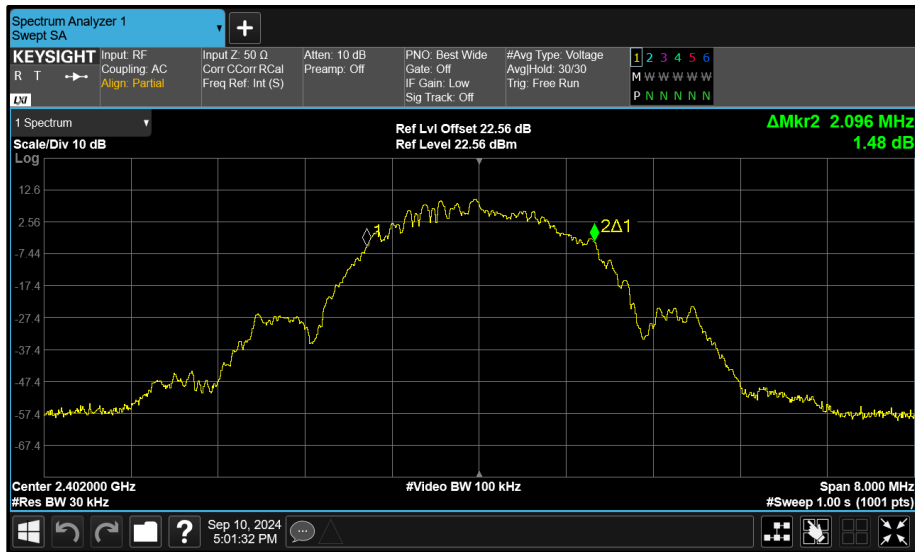 Spectrum Analyzer 1
Swept SA
KEYSIGHT
R T
LXI
Input: RF
Coupling: AC
Align: Partial
Input Z: 50 Ω
Corr CCorr RCal
Freq Ref: Int (S)
Atten: 10 dB
Preamp: Off
PNO: Best Wide
Gate: Off
IF Gain: Low
Sig Track: Off
#Avg Type: Voltage
Avg|Hold: 30/30
Trig: Free Run
1 2 3 4 5 6
M W W W W W
P N N N N N
1 Spectrum
Scale/Div 10 dB
Ref Lvl Offset 22.56 dB
Ref Level 22.56 dBm
ΔMkr2 2.096 MHz
1.48 dB
Log
12.6
2.56
-7.44
-17.4
-27.4
-37.4
-47.4
-57.4
-67.4
1
2Δ1
Center 2.402000 GHz
#Video BW 100 kHz
Span 8.000 MHz
#Res BW 30 kHz
#Sweep 1.00 s (1001 pts)
?
Sep 10, 2024
5:01:32 PM